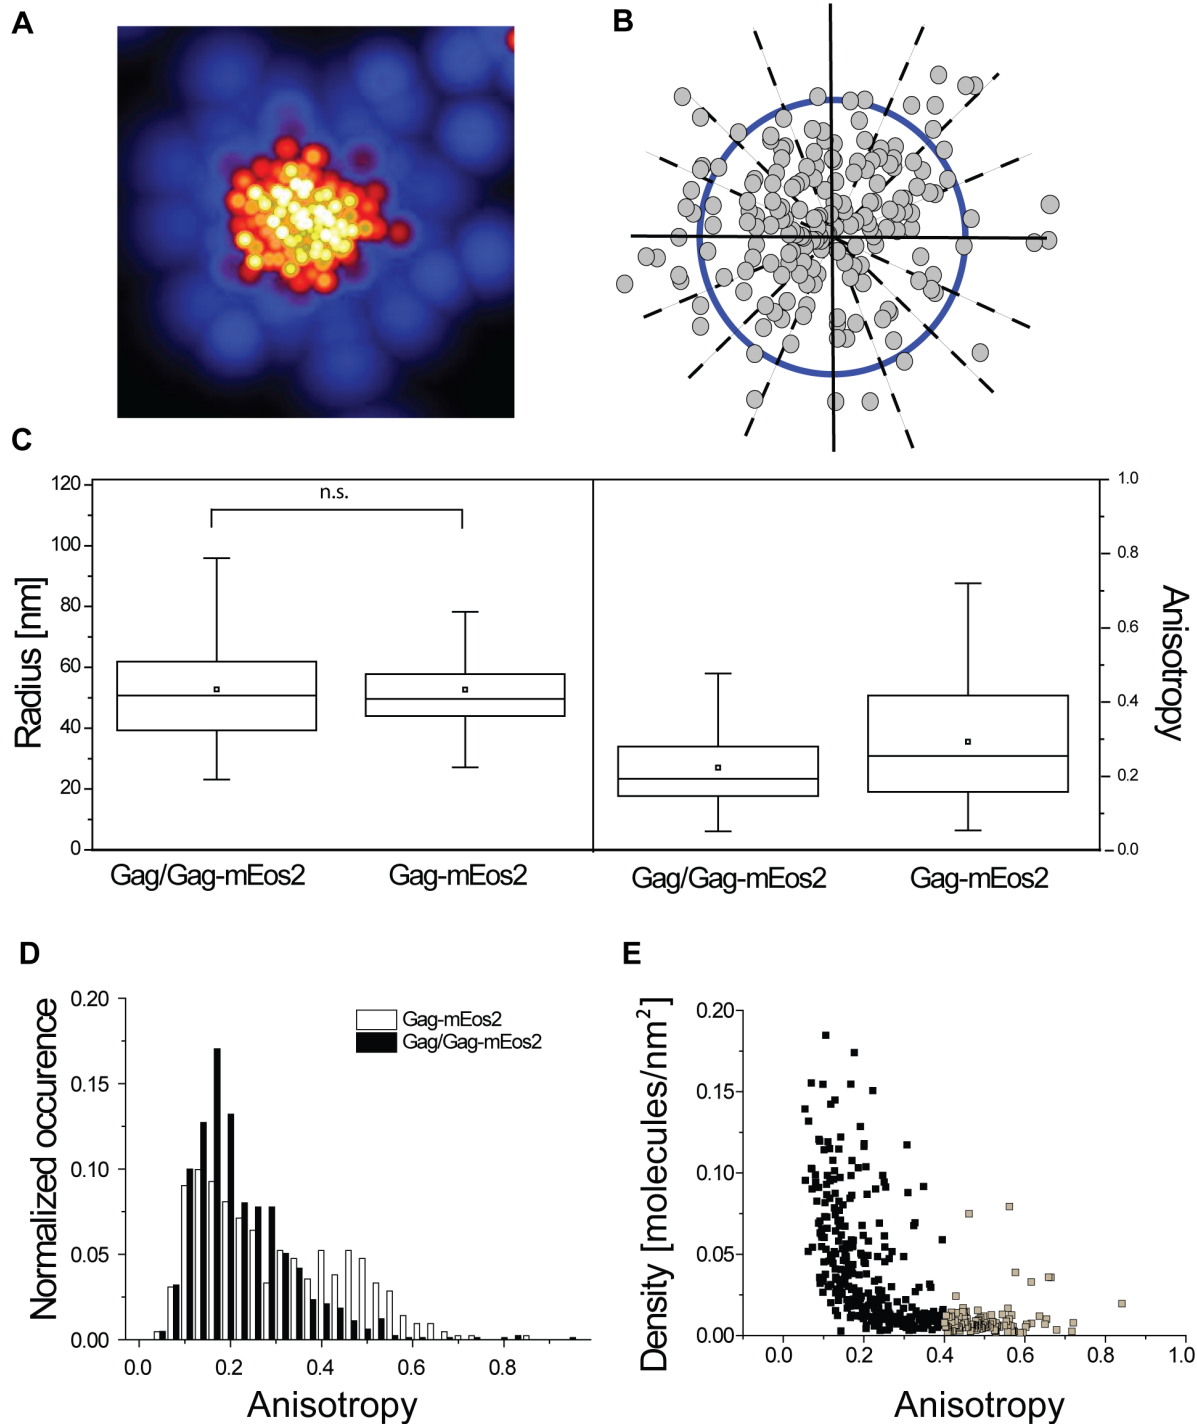 A
B
C
n.s.
120
100
80
60
40
20
0
Radius [nm]
1.0
0.8
0.6
0.4
0.2
0.0
Anisotropy
Gag/Gag-mEos2
Gag-mEos2
Gag/Gag-mEos2
Gag-mEos2
D
Normalized occurence
0.20
0.15
0.10
0.05
0.00
Gag-mEos2
Gag/Gag-mEos2
0.0
0.2
0.4
0.6
0.8
Anisotropy
E
Density [molecules/nm²]
0.20
0.15
0.10
0.05
0.00
0.0
0.2
0.4
0.6
0.8
1.0
Anisotropy